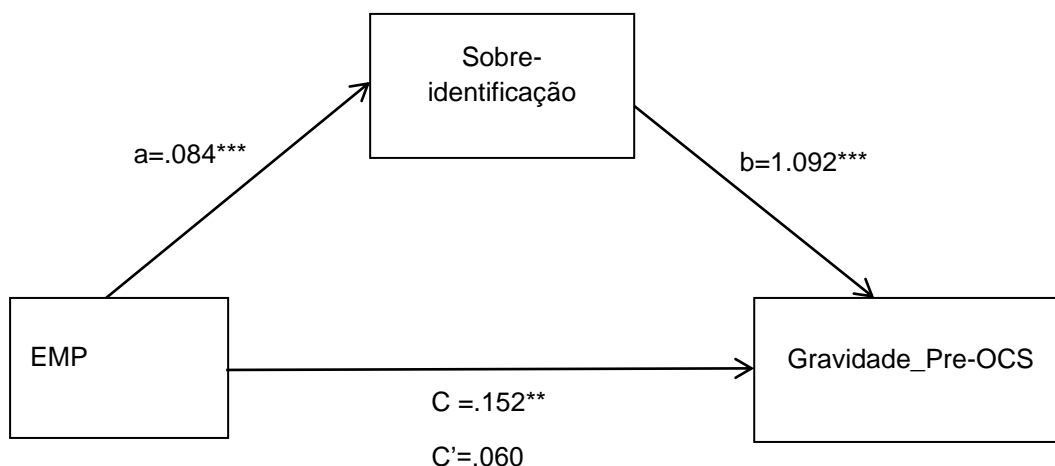 Sobre-
identificação
a=.084***
b=1.092***
EMP
Gravidade_Pre-OCS
C =.152**
C’=.060